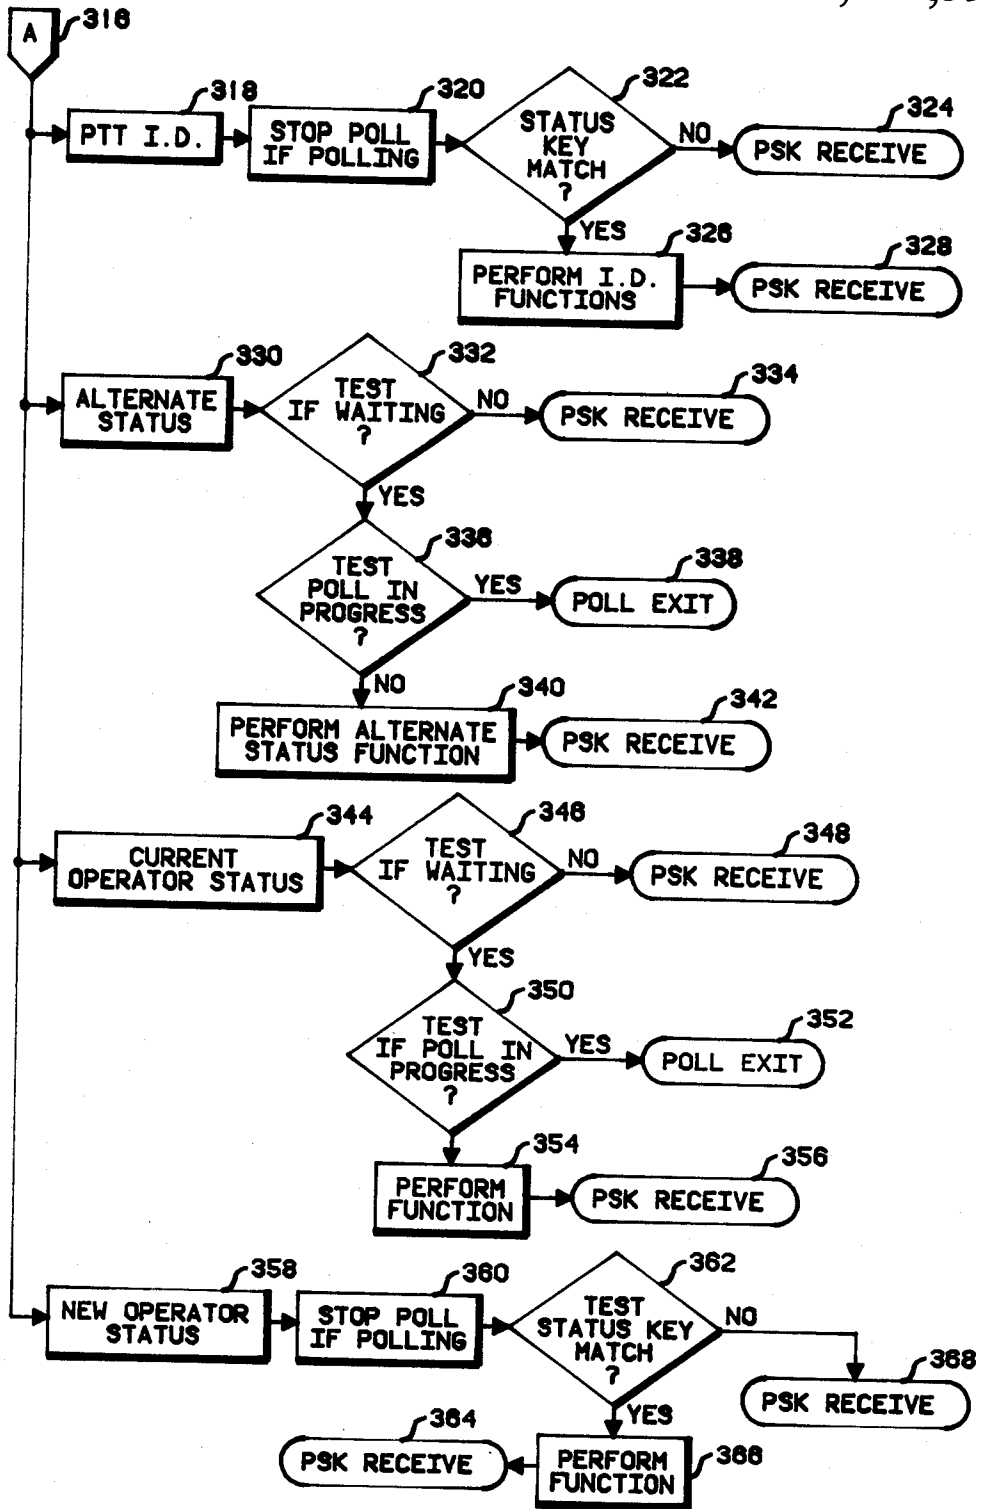 A
316
PTT I.D.
318
STOP POLL
IF POLLING
320
STATUS
KEY
MATCH
?
322
NO
PSK RECEIVE
324
YES
PERFORM I.D.
FUNCTIONS
326
PSK RECEIVE
328
ALTERNATE
STATUS
330
TEST
IF WAITING
?
332
NO
PSK RECEIVE
334
YES
TEST
POLL IN
PROGRESS
?
336
YES
POLL EXIT
338
NO
PERFORM ALTERNATE
STATUS FUNCTION
340
PSK RECEIVE
342
CURRENT
OPERATOR STATUS
344
TEST
IF WAITING
?
346
NO
PSK RECEIVE
348
YES
TEST
IF POLL IN
PROGRESS
?
350
YES
POLL EXIT
352
PERFORM
FUNCTION
354
PSK RECEIVE
356
NEW OPERATOR
STATUS
358
STOP POLL
IF POLLING
360
TEST
STATUS KEY
MATCH
?
362
NO
PSK RECEIVE
368
YES
PERFORM
FUNCTION
366
PSK RECEIVE
364